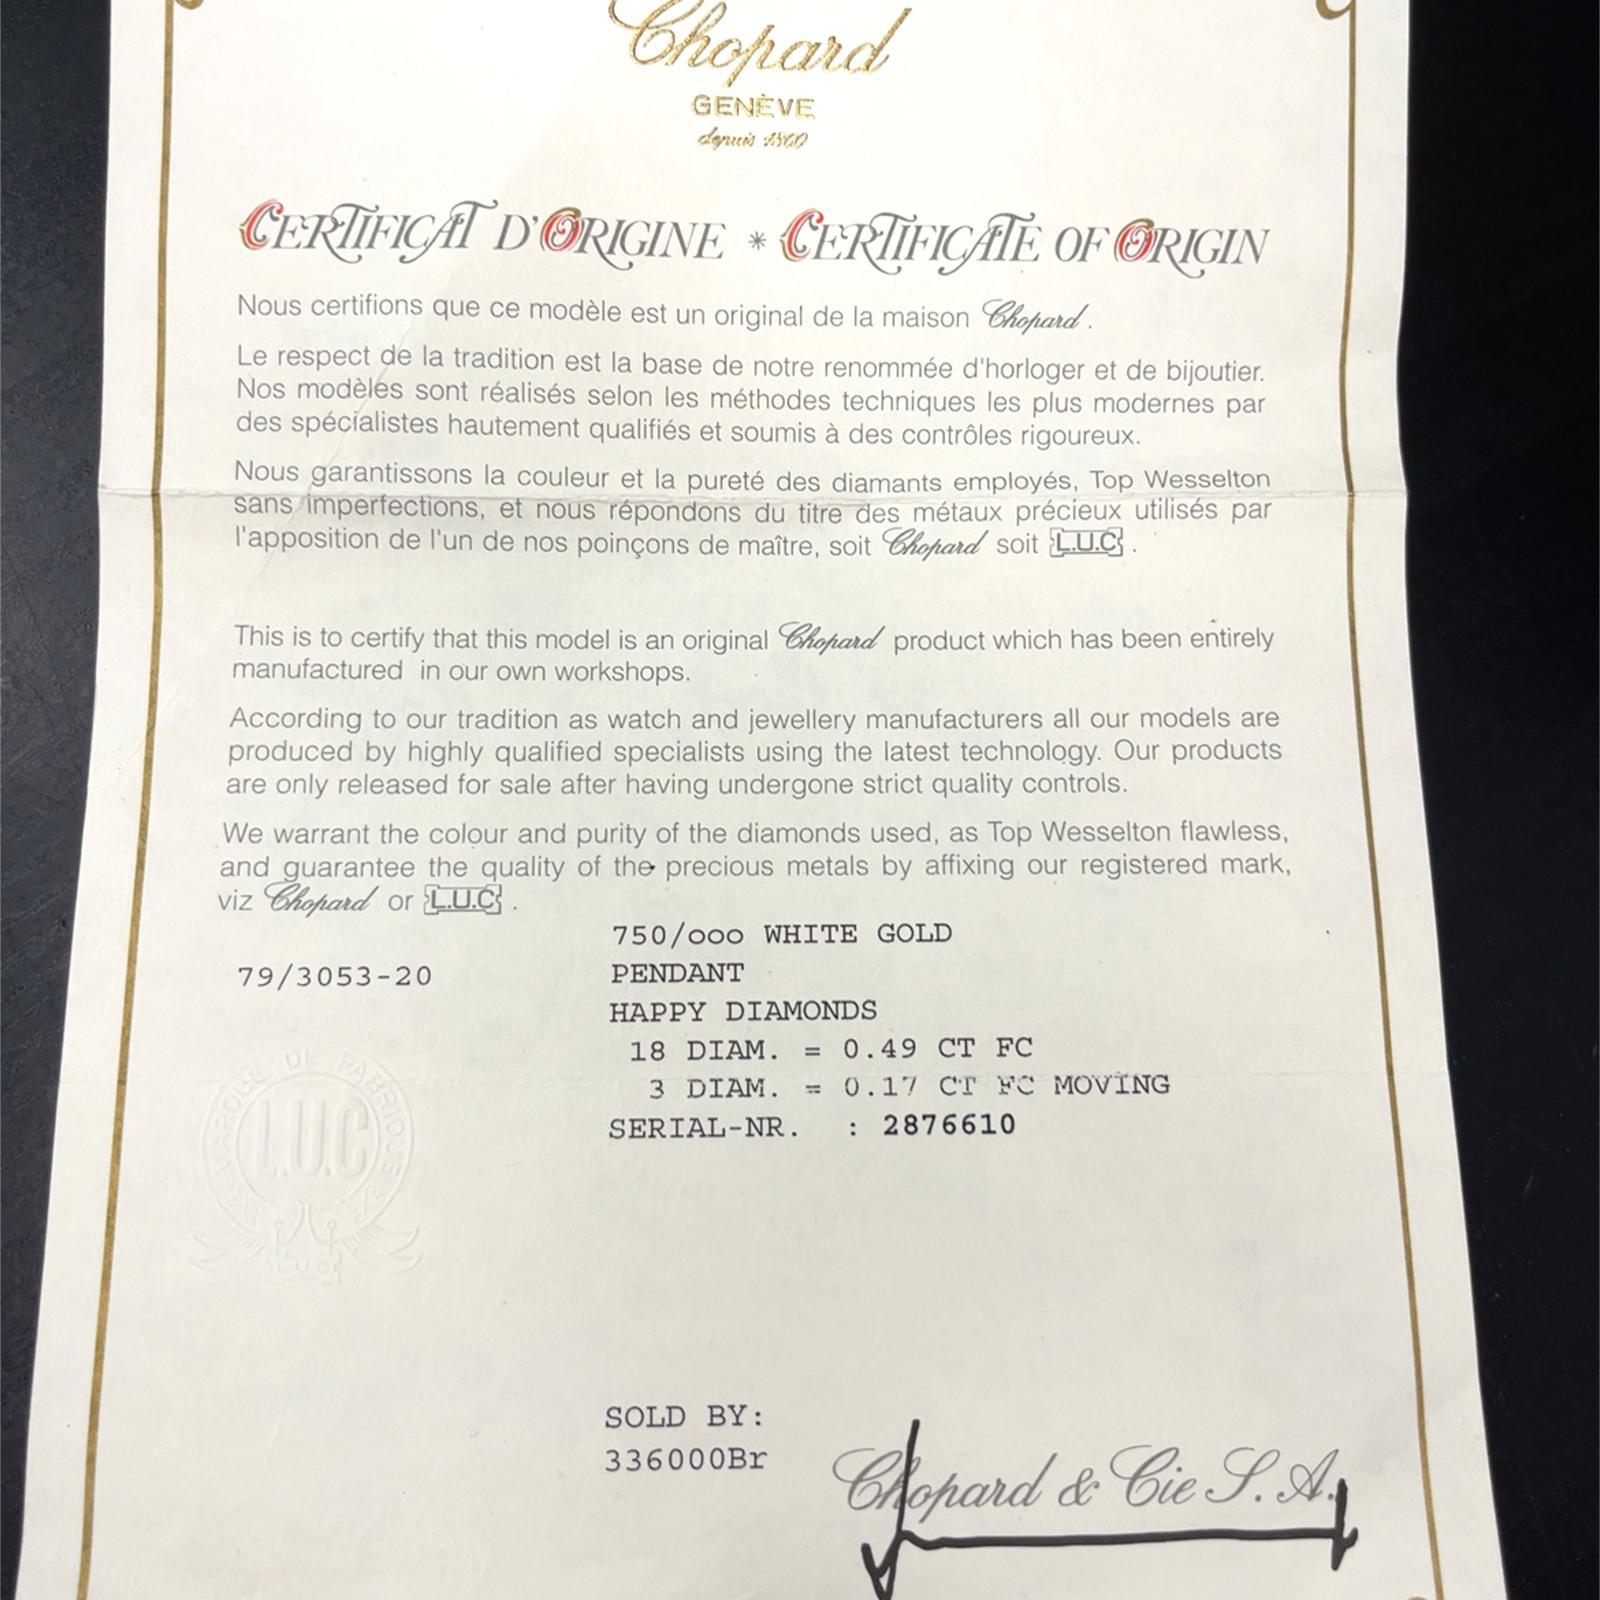 Chopard
GENÈVE
depuis 1860
CERTIFICAT D'ORIGINE * CERTIFICATE OF ORIGIN
Nous certifions que ce modèle est un original de la maison Chopard.
Le respect de la tradition est la base de notre renommée d'horloger et de bijoutier.
Nos modèles sont réalisés selon les méthodes techniques les plus modernes par
des spécialistes hautement qualifiés et soumis à des contrôles rigoureux.
Nous garantissons la couleur et la pureté des diamants employés, Top Wesselton
sans imperfections, et nous répondons du titre des métaux précieux utilisés par
l'apposition de l'un de nos poinçons de maître, soit Chopard soit L.U.C.
This is to certify that this model is an original Chopard product which has been entirely
manufactured in our own workshops.
According to our tradition as watch and jewellery manufacturers all our models are
produced by highly qualified specialists using the latest technology. Our products
are only released for sale after having undergone strict quality controls.
We warrant the colour and purity of the diamonds used, as Top Wesselton flawless,
and guarantee the quality of the precious metals by affixing our registered mark,
viz Chopard or L.U.C.
750/ooo WHITE GOLD
79/3053-20 PENDANT
HAPPY DIAMONDS
18 DIAM. = 0.49 CT FC
3 DIAM. = 0.17 CT FC MOVING
SERIAL-NR. : 2876610
DE FABRIQUE
L.U.C
L.U.C
SOLD BY:
336000Br
Chopard & Cie S.A.